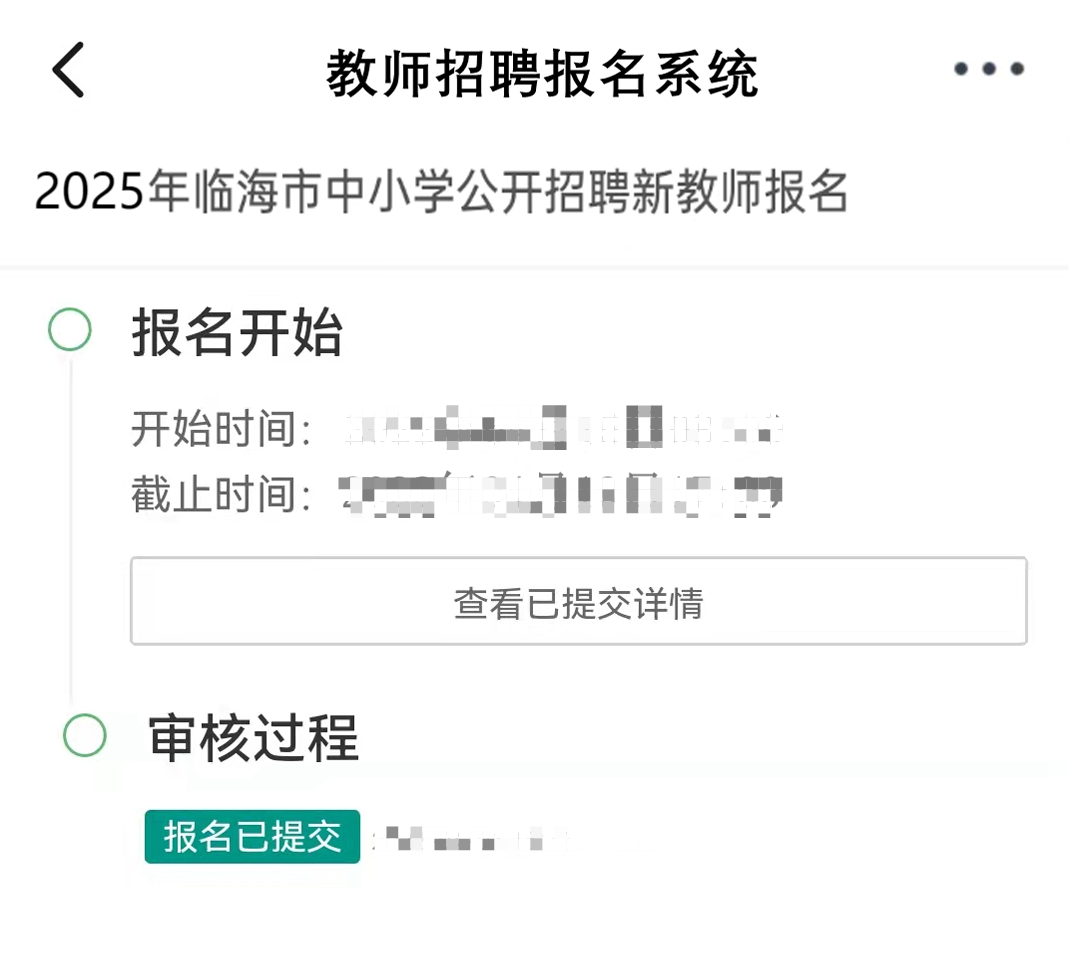 教师招聘报名系统
2025年临海市中小学公开招聘新教师报名
报名开始
开始时间：
截止时间：
查看已提交详情
审核过程
报名已提交